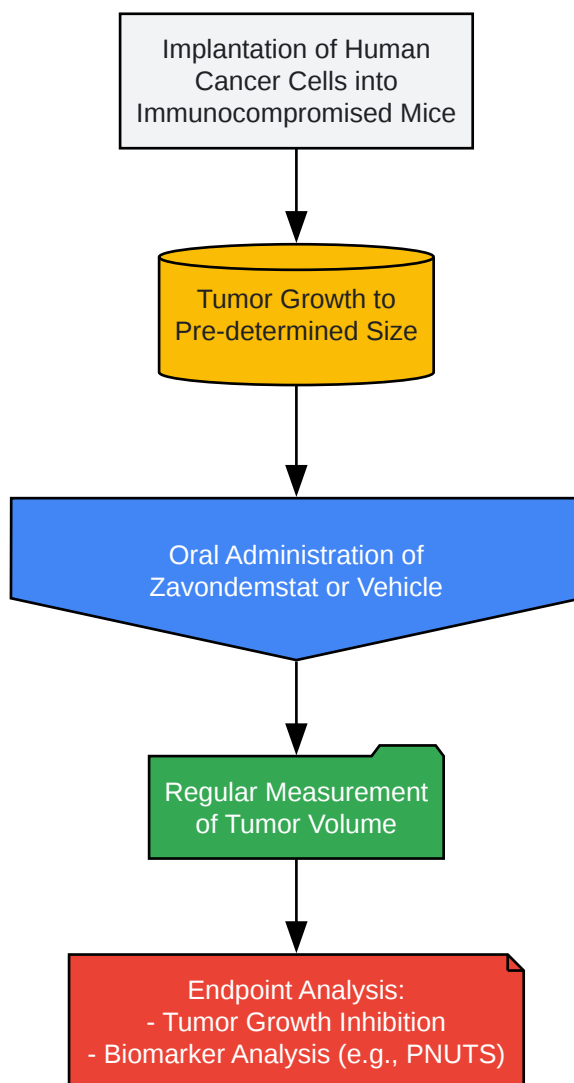 Implantation of Human
Cancer Cells into
Immunocompromised Mice
Tumor Growth to
Pre-determined Size
Oral Administration of
Zavondemstat or Vehicle
Regular Measurement
of Tumor Volume
Endpoint Analysis:
- Tumor Growth Inhibition
- Biomarker Analysis (e.g., PNUTS)